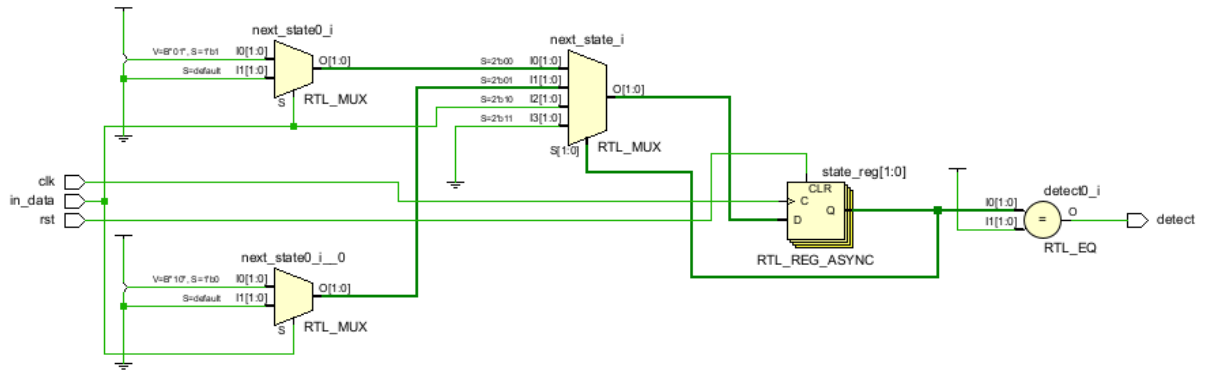 next_state0_i
V=B"01", S=1'b1 I0[1:0]
S=default I1[1:0]
O[1:0]
S
RTL_MUX
next_state_i
S=2'b00 I0[1:0]
S=2'b01 I1[1:0]
S=2'b10 I2[1:0]
S=2'b11 I3[1:0]
O[1:0]
S[1:0]
RTL_MUX
clk
in_data
rst
state_reg[1:0]
CLR
C
D
Q
RTL_REG_ASYNC
detect0_i
I0[1:0]
I1[1:0]
=
O
RTL_EQ
detect
next_state0_i__0
V=B"10", S=1'b0 I0[1:0]
S=default I1[1:0]
O[1:0]
S
RTL_MUX